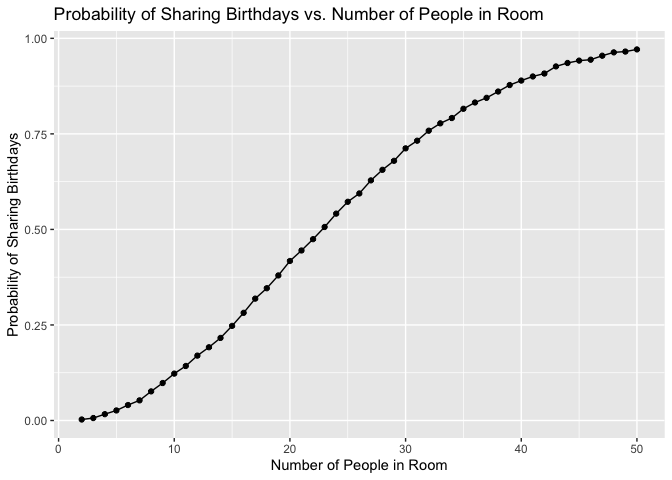 Probability of Sharing Birthdays vs. Number of People in Room
Probability of Sharing Birthdays
1.00
0.75
0.50
0.25
0.00
0 10 20 30 40 50
Number of People in Room